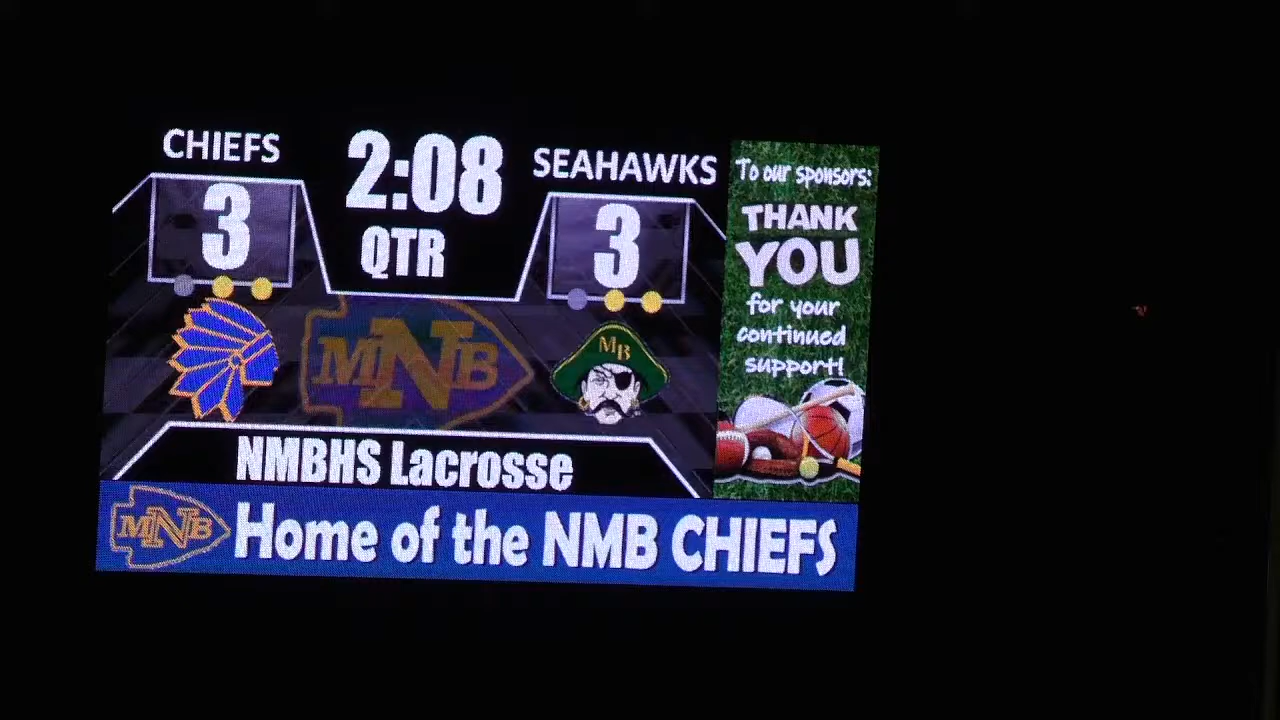 CHIEFS
3
2:08
QTR
SEAHAWKS
3
MNB
MB
NMBHS Lacrosse
MNB
Home of the NMB CHIEFS
To our sponsors:
THANK
YOU
for your
continued
support!